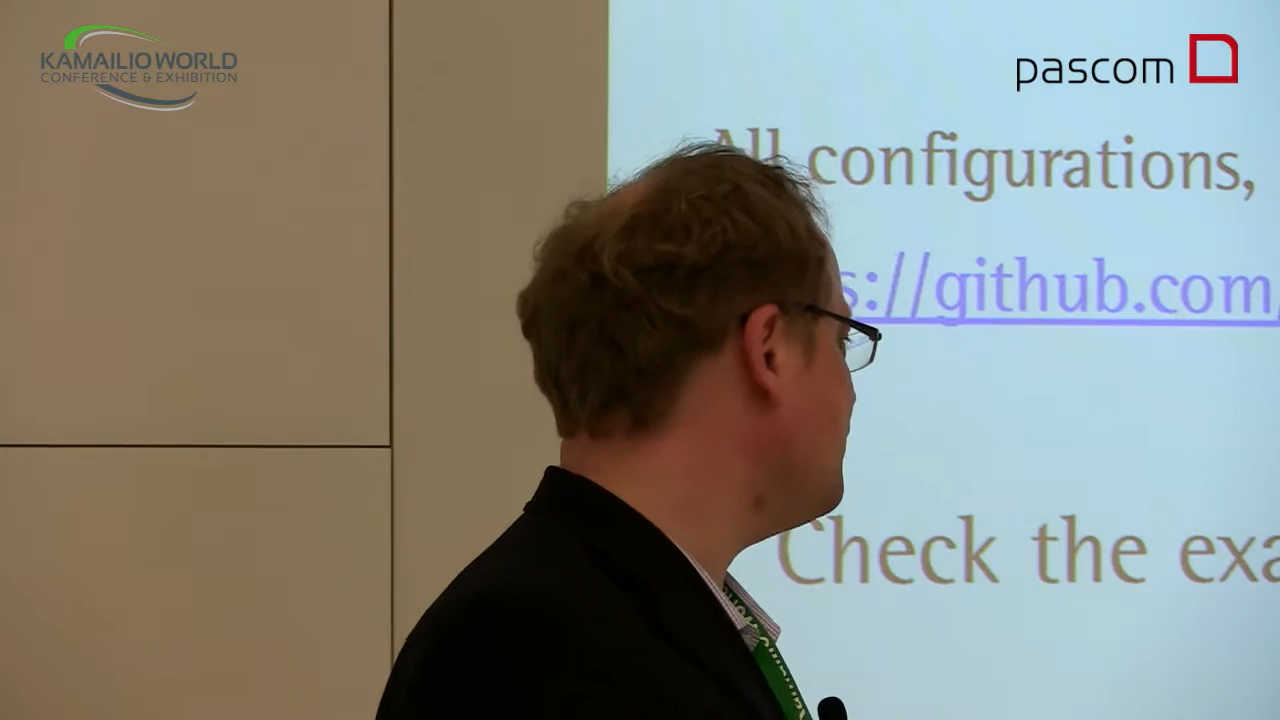 KAMAILIO WORLD
CONFERENCE & EXHIBITION
pascom
All configurations,
s://github.com
Check the exa